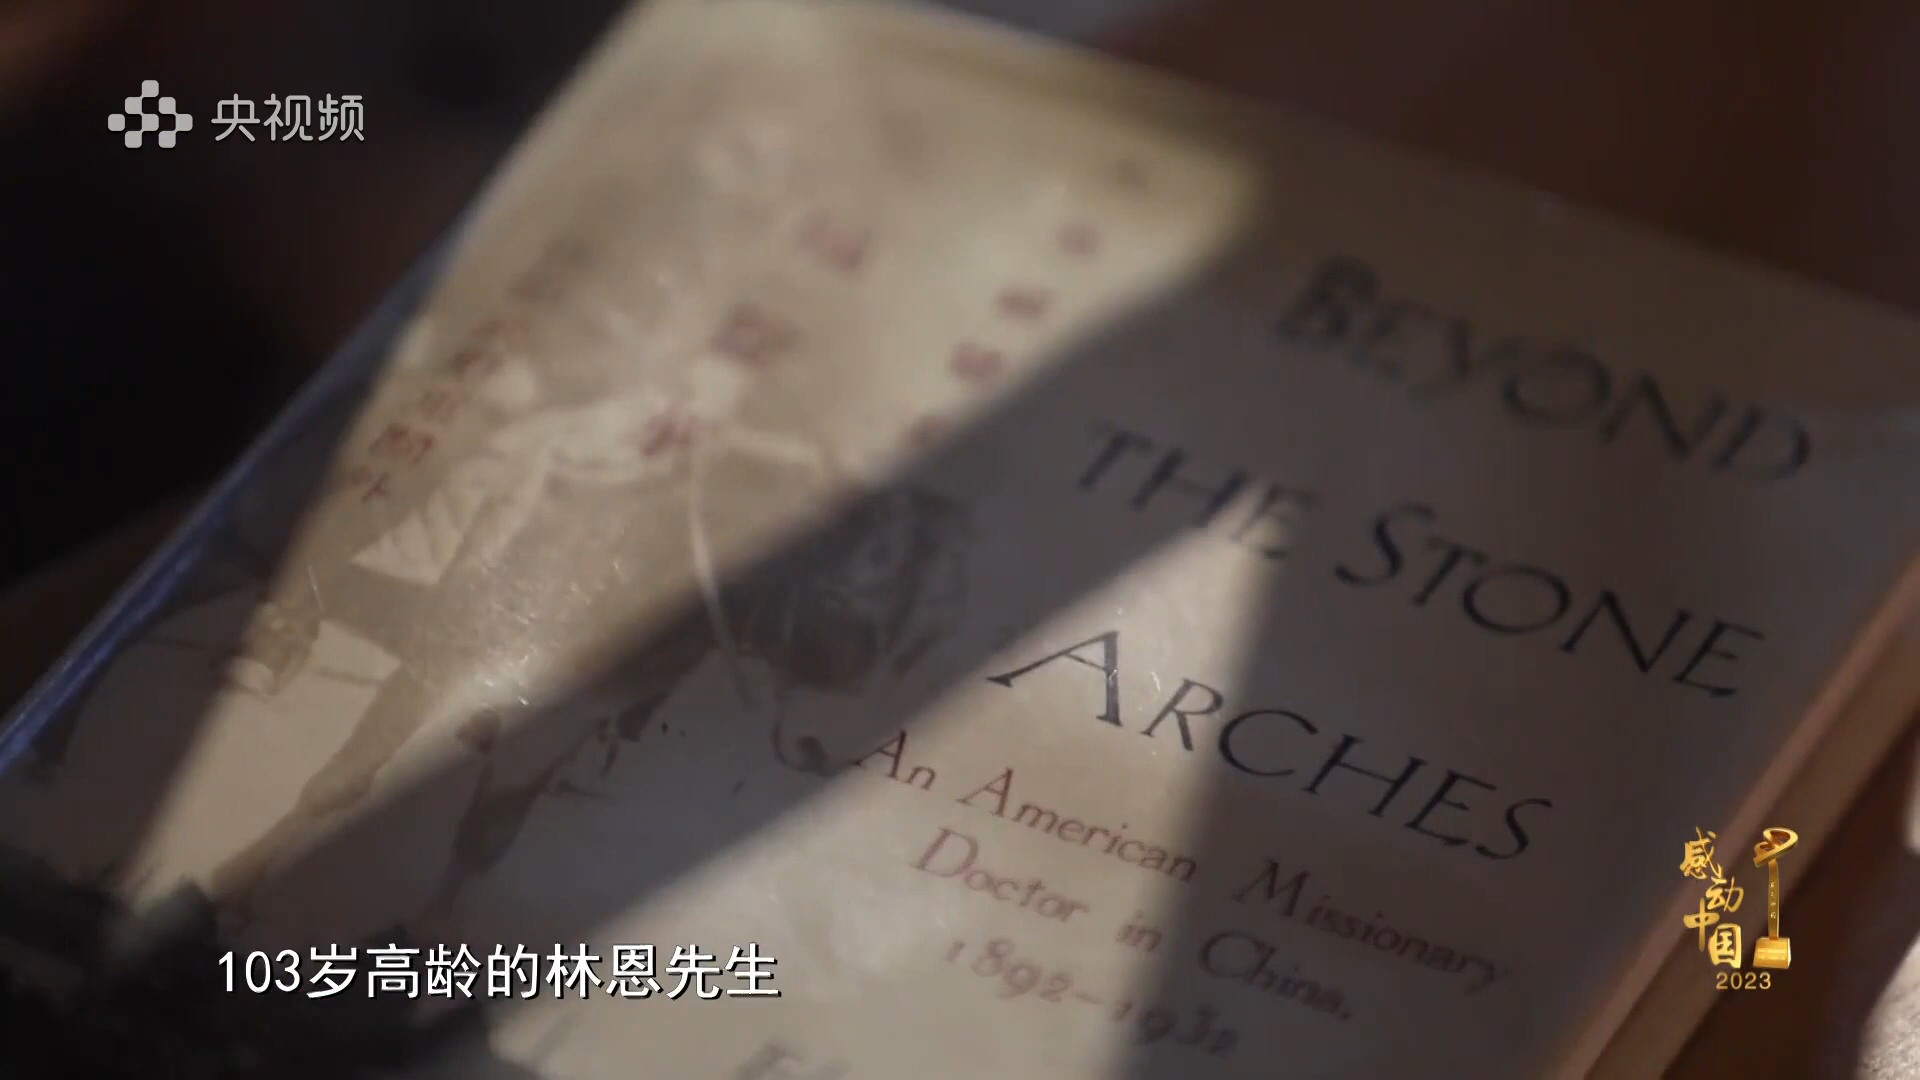 央视频
BEYOND
THE STONE
ARCHES
An American Missionary
Doctor in China,
1892-1932
感动中国
2023
103岁高龄的林恩先生